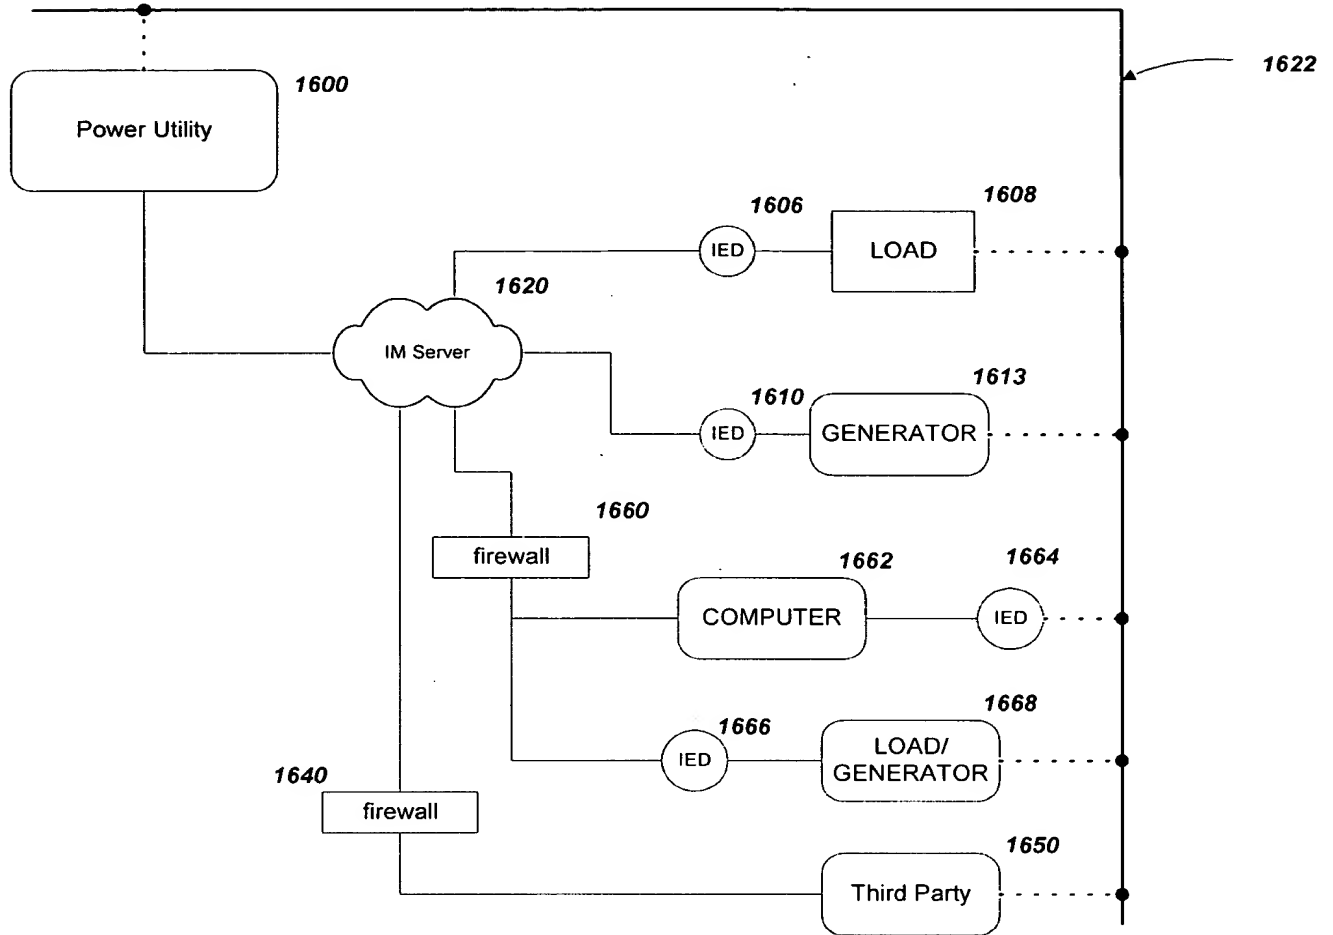 1622
1600
Power Utility
1606
1608
IED
LOAD
1620
IM Server
1610
1613
IED
GENERATOR
1660
firewall
1662
1664
COMPUTER
IED
1666
1668
IED
LOAD/
GENERATOR
1640
firewall
1650
Third Party